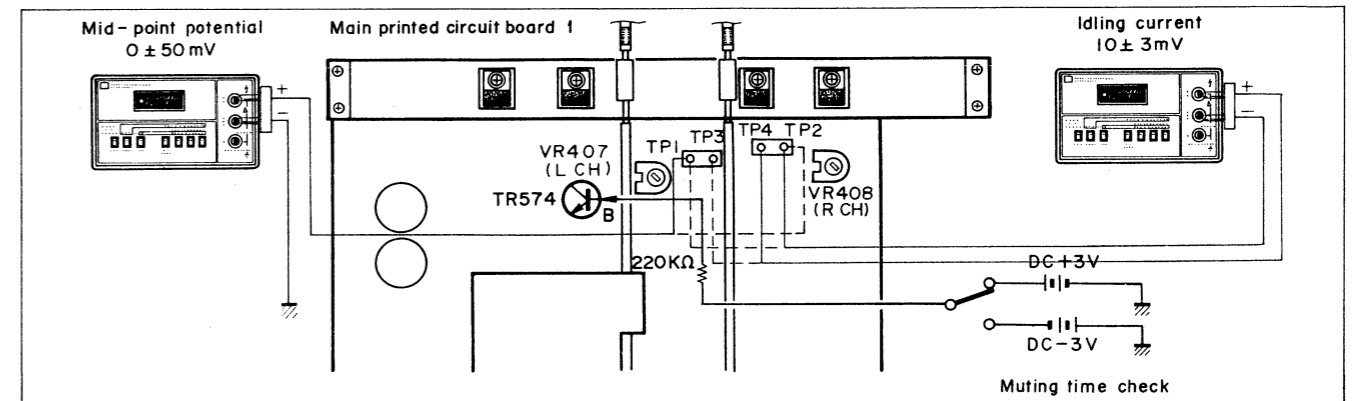 Mid-point potential
0 ± 50 mV
Main printed circuit board 1
Idling current
10 ± 3mV
+
−
+
−
TP1 TP3 TP4 TP2
VR407
(L CH)
TR574
B
VR408
(R CH)
220KΩ
DC+3V
DC−3V
Muting time check